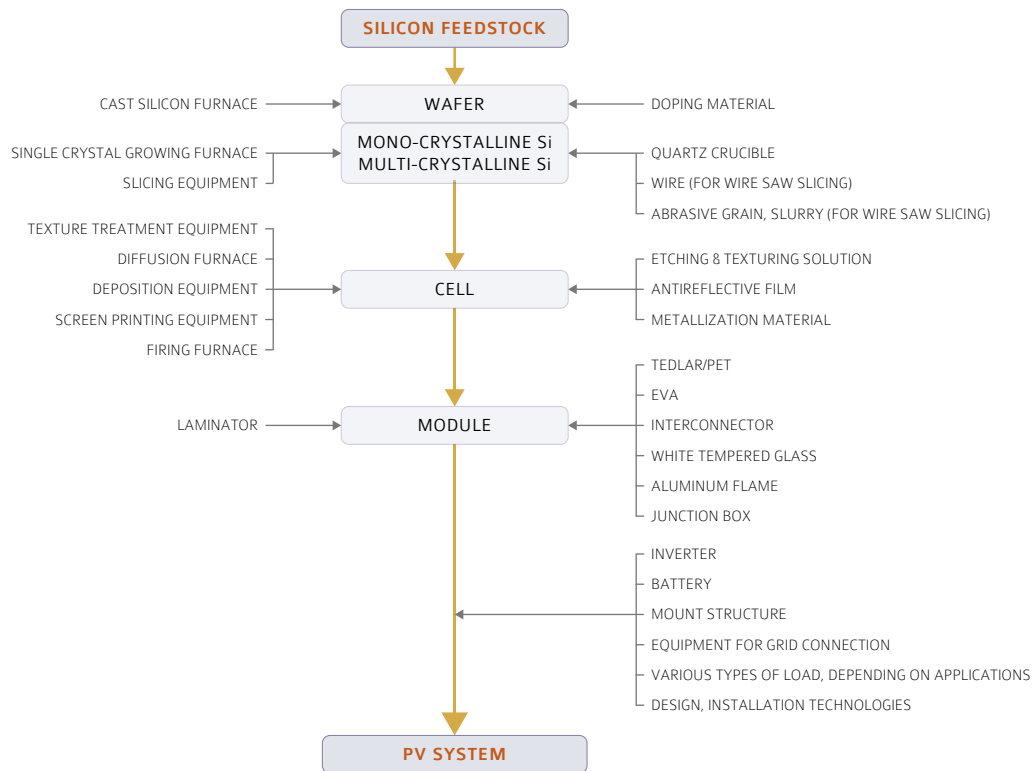 SILICON FEEDSTOCK
CAST SILICON FURNACE
WAFER
DOPING MATERIAL
SINGLE CRYSTAL GROWING FURNACE
SLICING EQUIPMENT
MONO-CRYSTALLINE Si
MULTI-CRYSTALLINE Si
QUARTZ CRUCIBLE
WIRE (FOR WIRE SAW SLICING)
ABRASIVE GRAIN, SLURRY (FOR WIRE SAW SLICING)
TEXTURE TREATMENT EQUIPMENT
DIFFUSION FURNACE
DEPOSITION EQUIPMENT
SCREEN PRINTING EQUIPMENT
FIRING FURNACE
CELL
ETCHING & TEXTURING SOLUTION
ANTIREFLECTIVE FILM
METALLIZATION MATERIAL
LAMINATOR
MODULE
TEDLAR/PET
EVA
INTERCONNECTOR
WHITE TEMPERED GLASS
ALUMINUM FLAME
JUNCTION BOX
INVERTER
BATTERY
MOUNT STRUCTURE
EQUIPMENT FOR GRID CONNECTION
VARIOUS TYPES OF LOAD, DEPENDING ON APPLICATIONS
DESIGN, INSTALLATION TECHNOLOGIES
PV SYSTEM